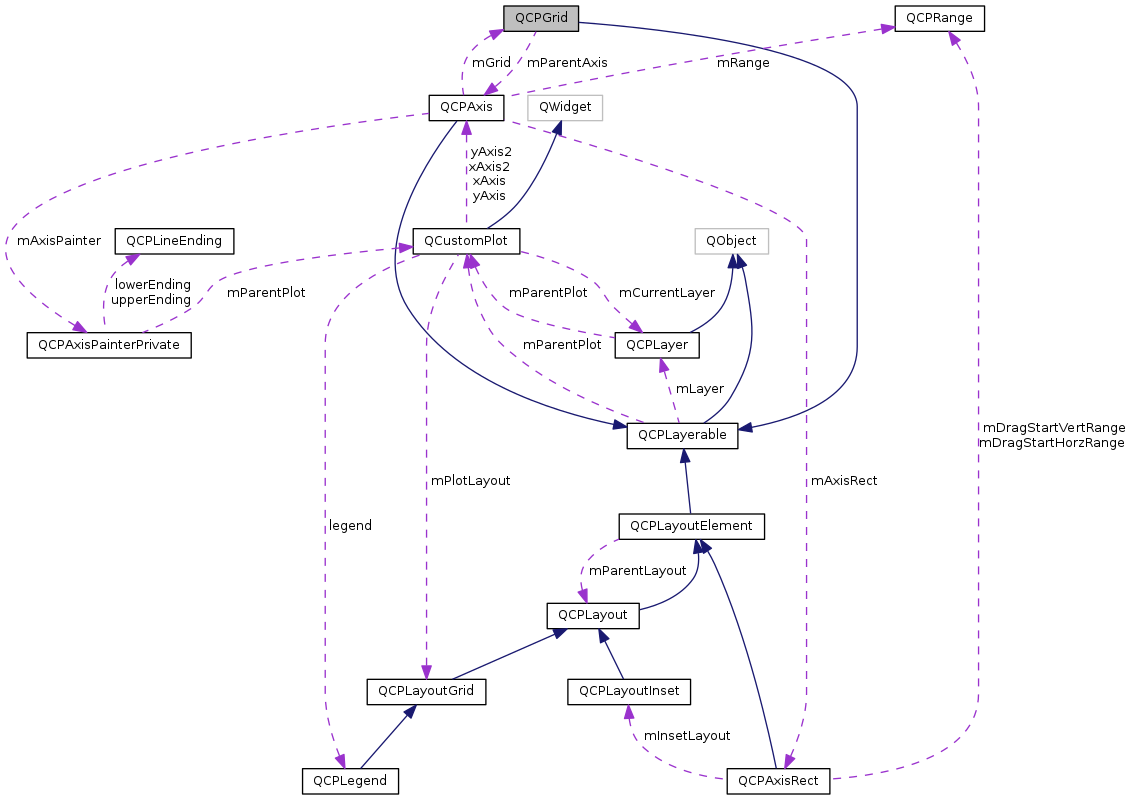 QCPGrid
QCPRange
mGrid
mParentAxis
mRange
QCPAxis
QWidget
yAxis2
xAxis2
xAxis
yAxis
mAxisPainter
QCPLineEnding
QCustomPlot
QObject
lowerEnding
upperEnding
mParentPlot
mParentPlot
mCurrentLayer
QCPAxisPainterPrivate
mParentPlot
QCPLayer
mLayer
QCPLayerable
mDragStartVertRange
mDragStartHorzRange
mPlotLayout
mAxisRect
legend
QCPLayoutElement
mParentLayout
QCPLayout
QCPLayoutGrid
QCPLayoutInset
mInsetLayout
QCPLegend
QCPAxisRect